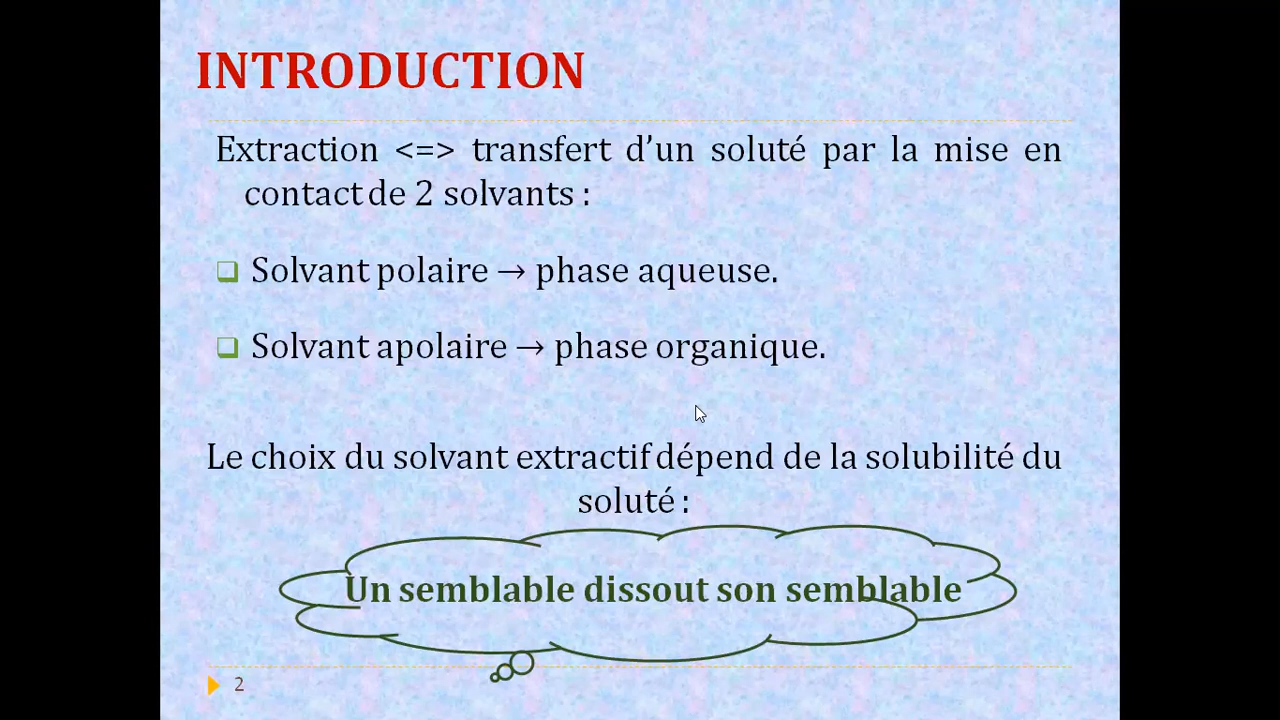 INTRODUCTION
Extraction <=> transfert d’un soluté par la mise en
contact de 2 solvants :
❑ Solvant polaire → phase aqueuse.
❑ Solvant apolaire → phase organique.
Le choix du solvant extractif dépend de la solubilité du
soluté :
Un semblable dissout son semblable
2